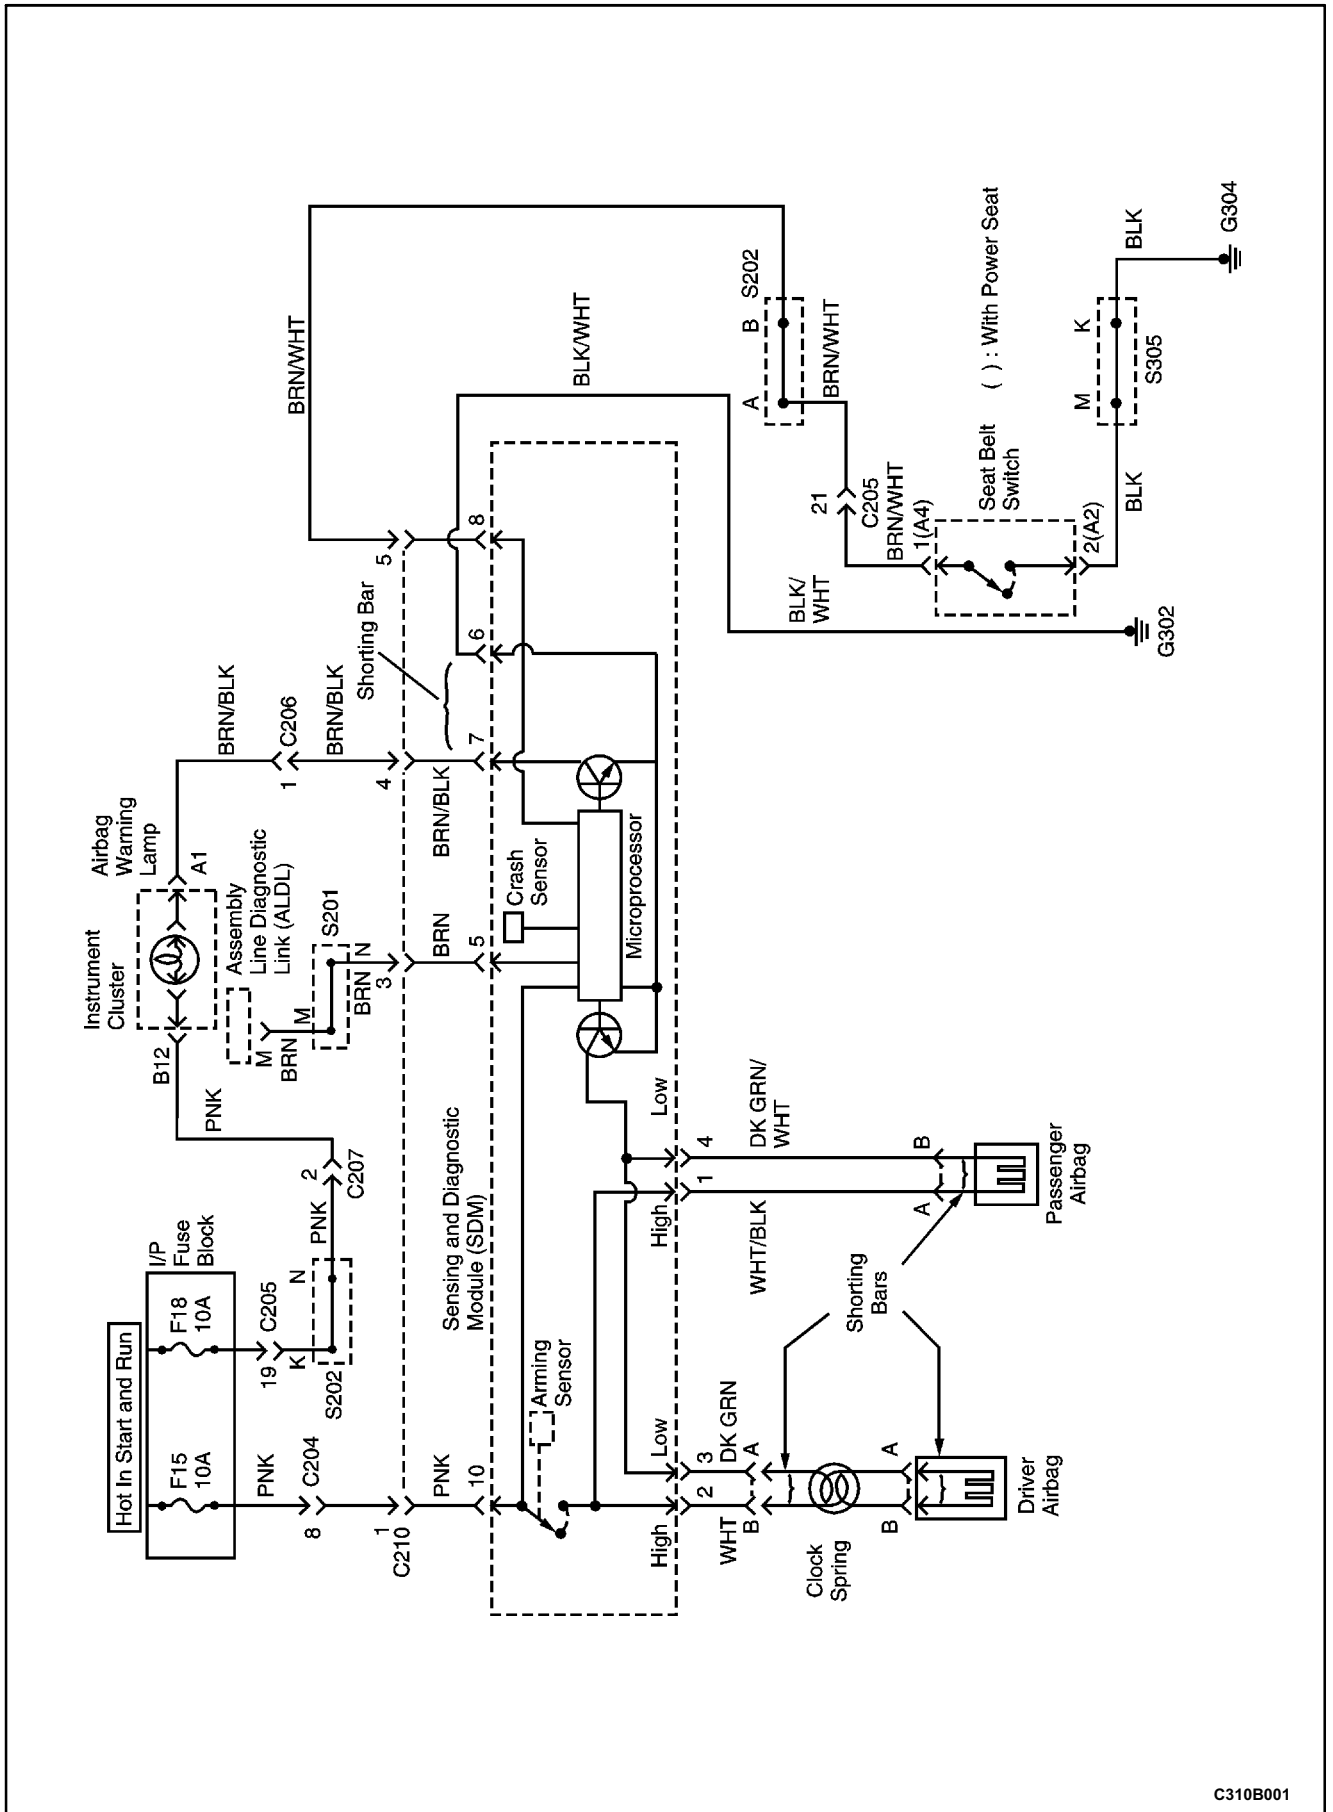 Hot In Start and Run
F15
10A
F18
10A
I/P
Fuse
Block
PNK
8
C204
1
C210
PNK
10
19
C205
K
N
S202
PNK
2
C207
PNK
B12
Instrument
Cluster
Airbag
Warning
Lamp
A1
Assembly
Line Diagnostic
Link (ALDL)
M
BRN
M
S201
N
BRN
3
BRN
5
BRN/BLK
1
C206
BRN/BLK
4
BRN/BLK
7
Shorting Bar
6
5
8
BRN/WHT
BLK/WHT
Sensing and Diagnostic
Module (SDM)
Arming
Sensor
Crash
Sensor
Microprocessor
High
Low
High
Low
2
3
1
4
WHT
DK GRN
B
A
Clock
Spring
B
A
Driver
Airbag
Shorting
Bars
WHT/BLK
DK GRN/
WHT
A
B
Passenger
Airbag
A
B
S202
BRN/WHT
21
C205
BRN/WHT
BLK/
WHT
1(A4)
Seat Belt
Switch
( ) : With Power Seat
2(A2)
BLK
M
K
S305
BLK
G304
G302
C310B001